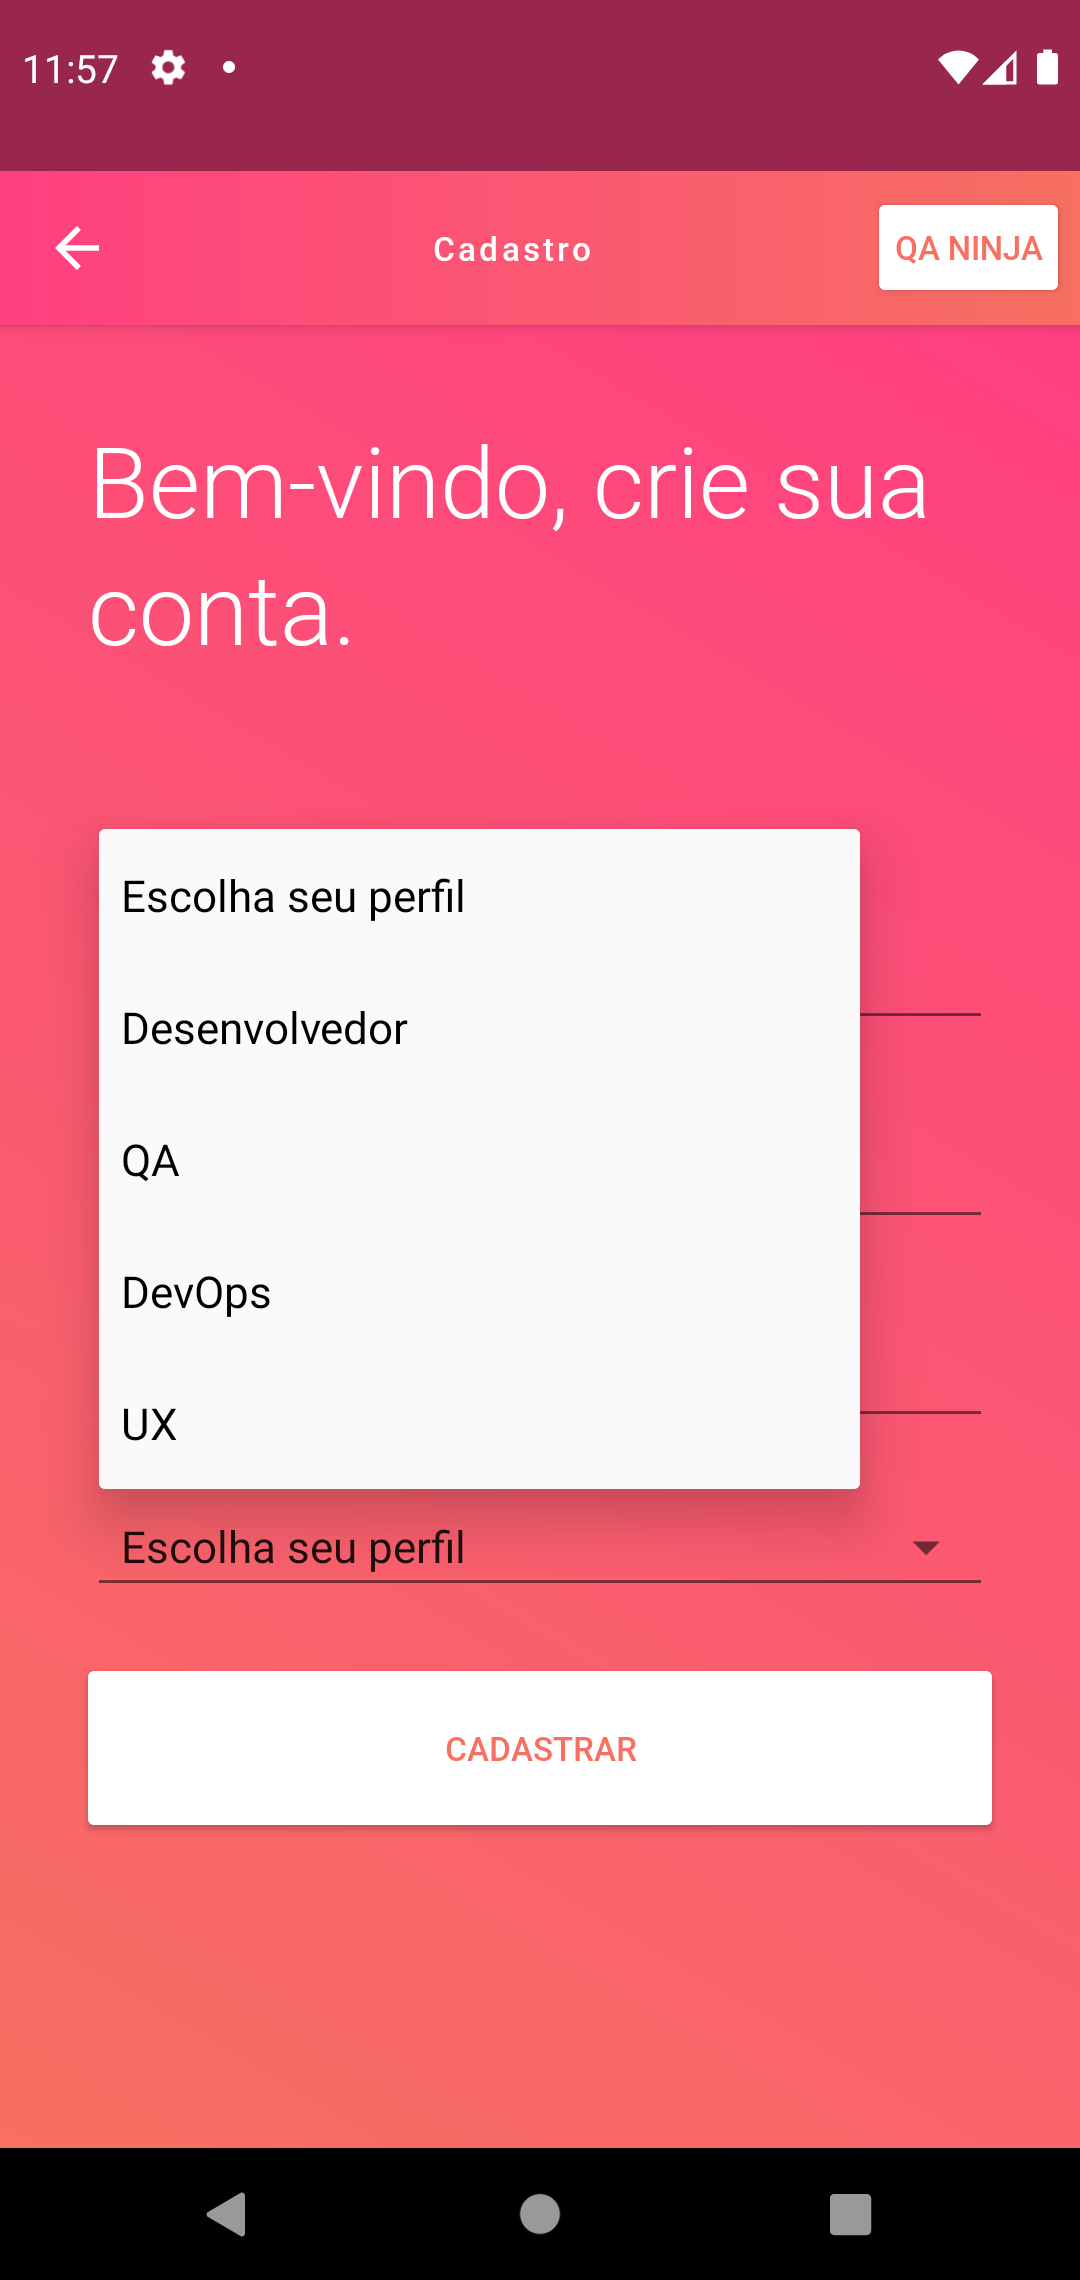 11:57
Cadastro
QA NINJA
Bem-vindo, crie sua
conta.
Escolha seu perfil
Desenvolvedor
QA
DevOps
UX
Escolha seu perfil
CADASTRAR